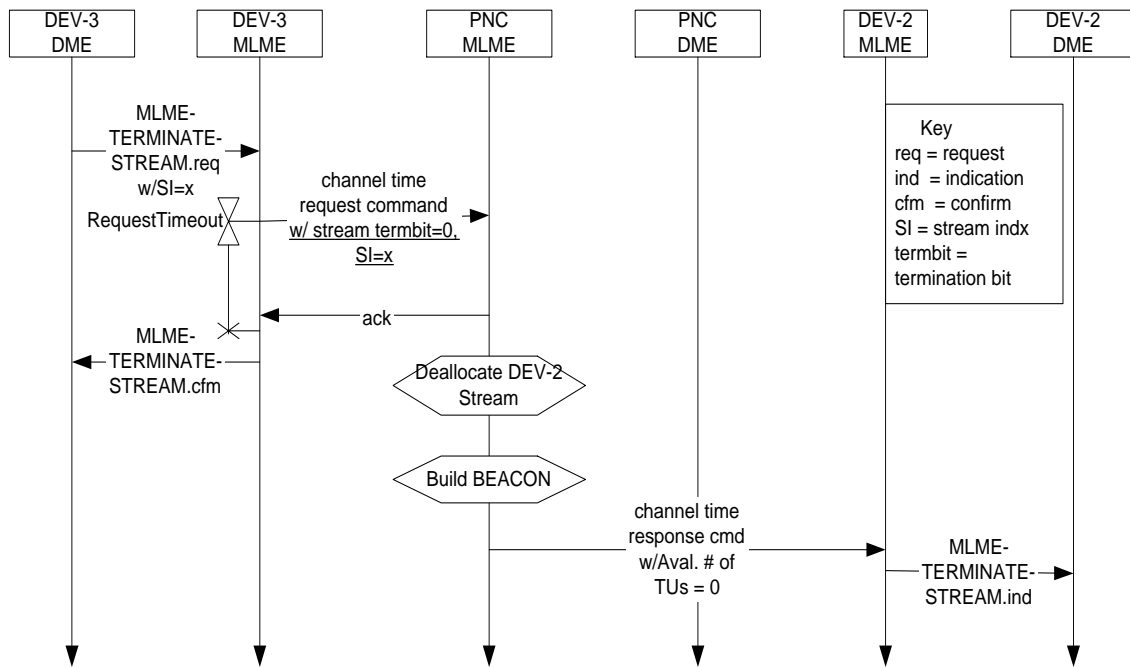 DEV-3
DME
DEV-3
MLME
PNC
MLME
PNC
DME
DEV-2
MLME
DEV-2
DME
MLME-
TERMINATE-
STREAM.req
w/SI=x
Key
req = request
ind = indication
cfm = confirm
SI = stream indx
termbit =
termination bit
RequestTimeout
channel time
request command
w/ stream termbit=0,
SI=x
ack
MLME-
TERMINATE-
STREAM.cfm
Deallocate DEV-2
Stream
Build BEACON
channel time
response cmd
w/Aval. # of
TUs = 0
MLME-
TERMINATE-
STREAM.ind